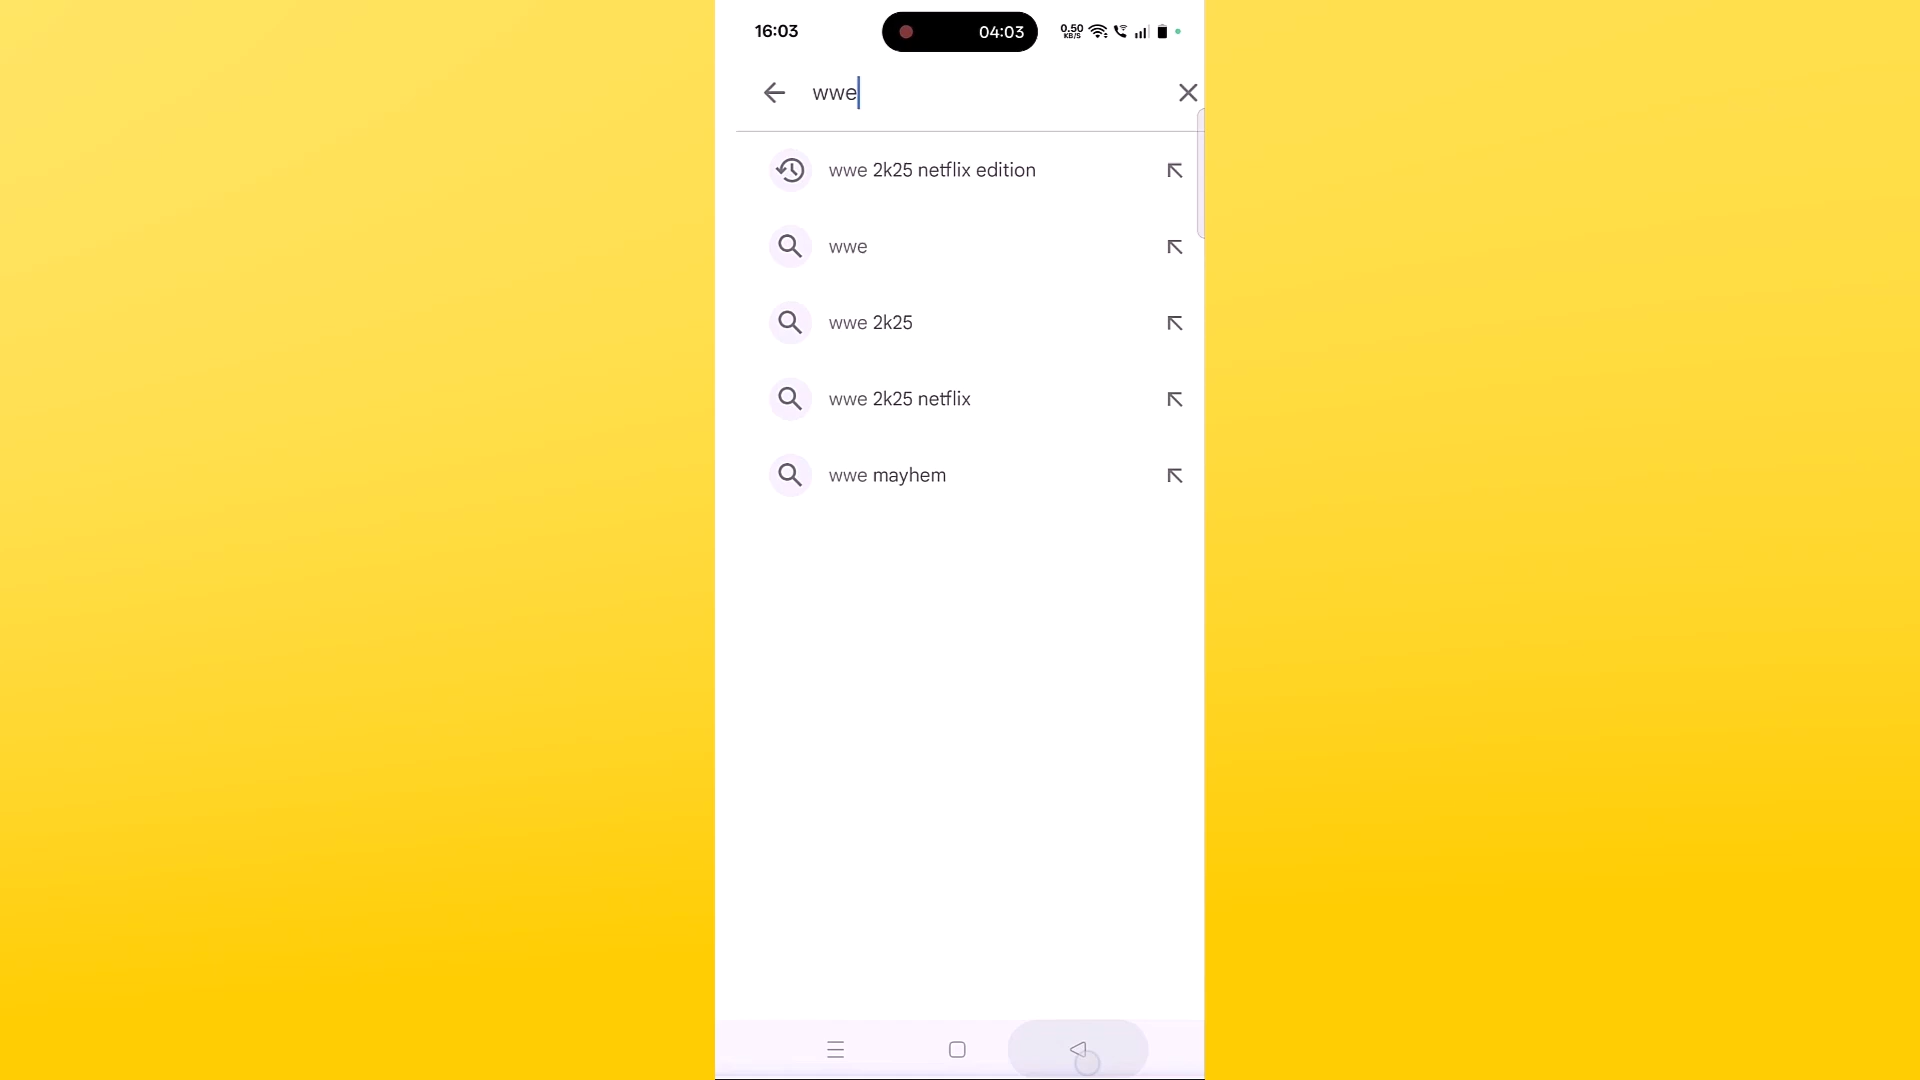 16:03
04:03
0.50
KB/S
wwe
wwe 2k25 netflix edition
wwe
wwe 2k25
wwe 2k25 netflix
wwe mayhem